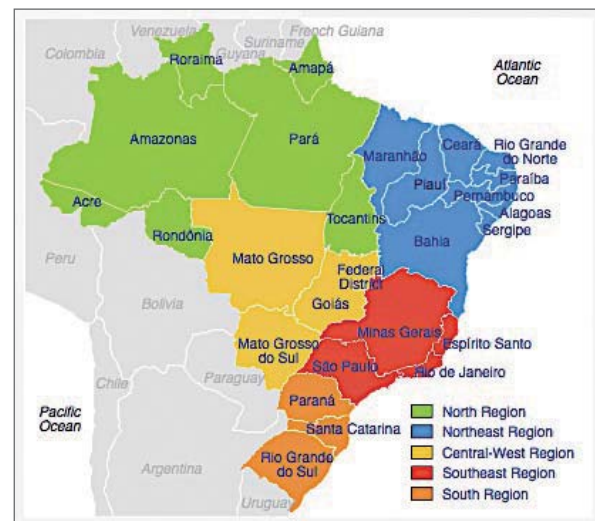 Venezuela
French Guiana
Colombia
Suriname
Guyana
Roraima
Amapá
Atlantic
Ocean
Amazonas
Pará
Maranhão
Ceará
Rio Grande
do Norte
Piauí
Paraíba
Pernambuco
Acre
Alagoas
Tocantins
Sergipe
Rondônia
Bahia
Peru
Mato Grosso
Federal
District
Goiás
Bolivia
Minas Gerais
Espírito Santo
Mato Grosso
do Sul
São Paulo
Rio de Janeiro
Paraguay
Chile
Paraná
Pacific
Ocean
Santa Catarina
Rio Grande
do Sul
Argentina
Uruguay
North Region
Northeast Region
Central-West Region
Southeast Region
South Region